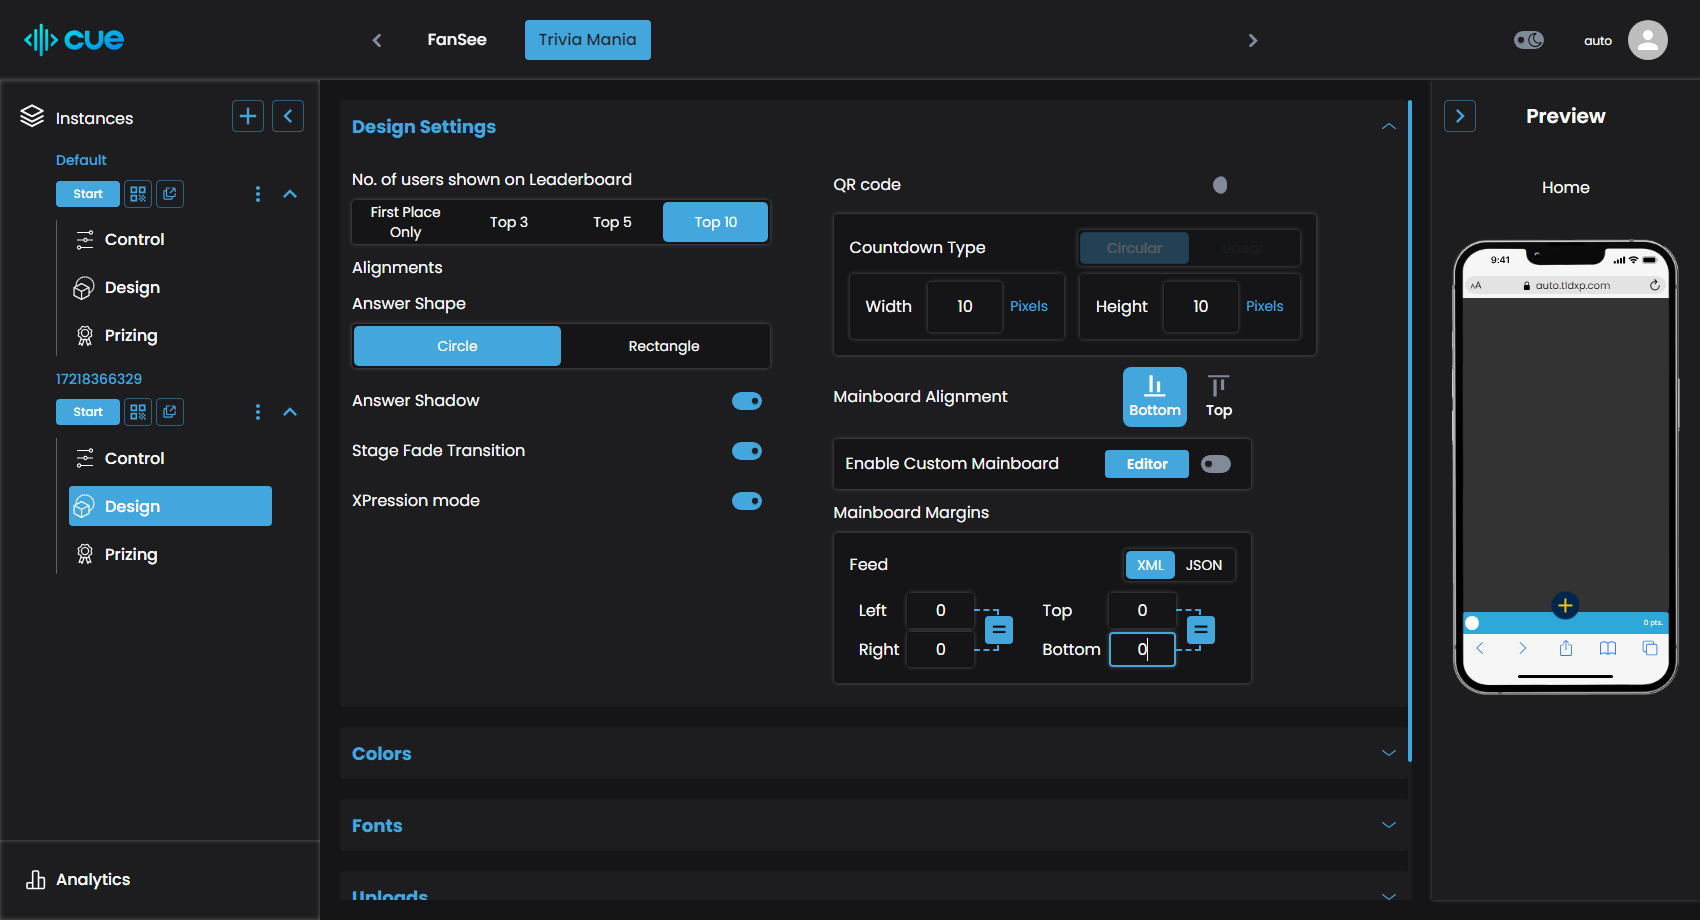 cue
FanSee
Trivia Mania
auto
Instances
Default
Start
Control
Design
Prizing
17218366329
Start
Control
Design
Prizing
Analytics
Design Settings
No. of users shown on Leaderboard
First Place
Only
Top 3
Top 5
Top 10
Alignments
Answer Shape
Circle
Rectangle
Answer Shadow
Stage Fade Transition
XPression mode
QR code
Countdown Type
Circular
Linear
Width
10
Pixels
Height
10
Pixels
Mainboard Alignment
Bottom
Top
Enable Custom Mainboard
Editor
Mainboard Margins
Feed
XML
JSON
Left
0
Top
0
Right
0
Bottom
0
Colors
Fonts
Uploads
Preview
Home
9:41
AA
auto.tldxp.com
0 pts.